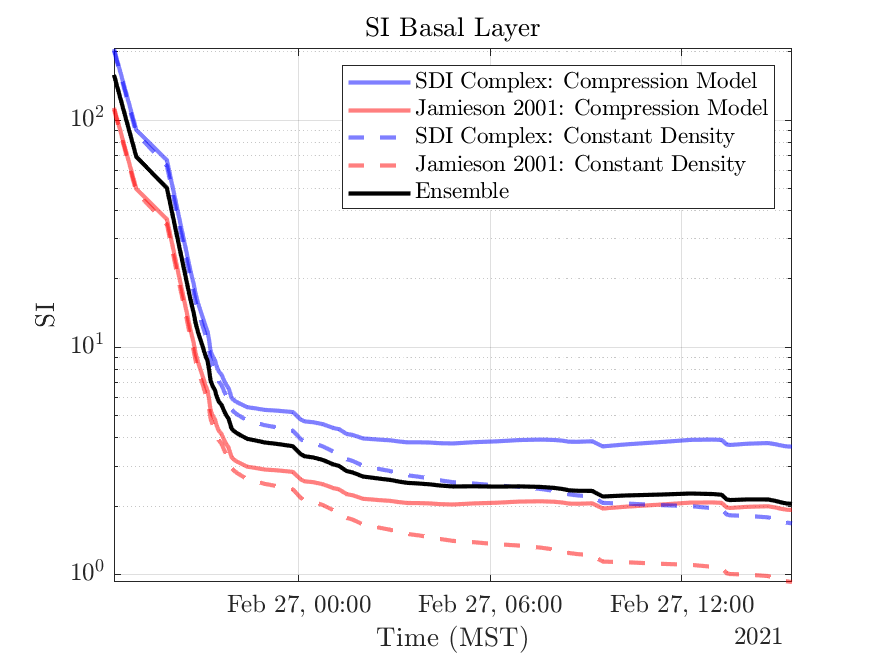 SI Basal Layer
SDI Complex: Compression Model
Jamieson 2001: Compression Model
SDI Complex: Constant Density
Jamieson 2001: Constant Density
Ensemble
SI
10^2
10^1
10^0
Feb 27, 00:00 Feb 27, 06:00 Feb 27, 12:00
Time (MST)
2021